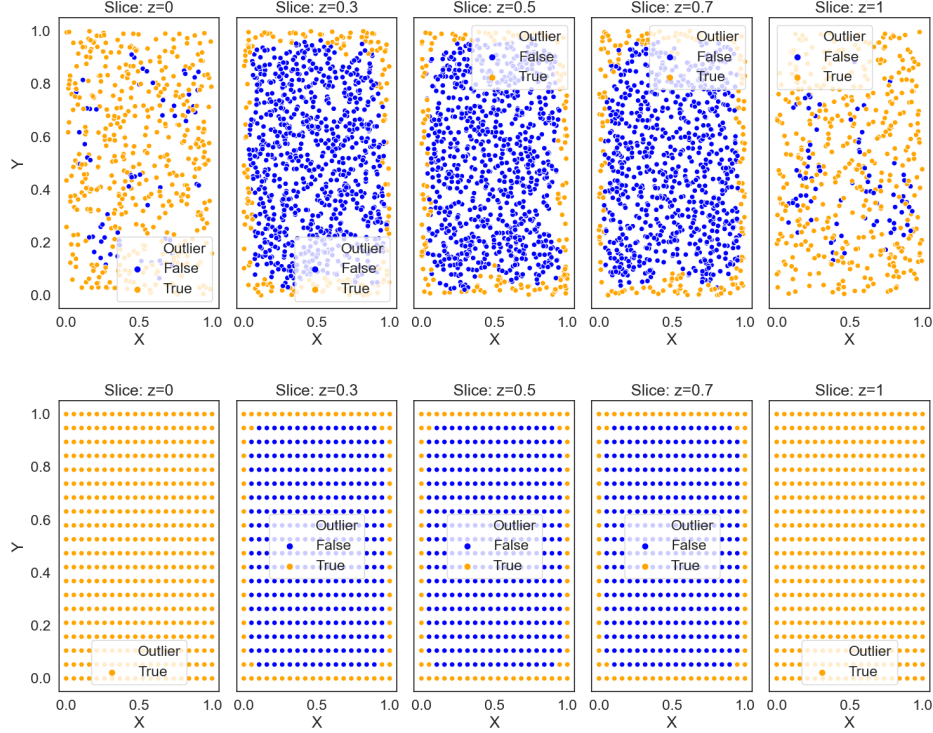 Slice: z=0
Slice: z=0.3
Slice: z=0.5
Slice: z=0.7
Slice: z=1
1.0
0.8
0.6
0.4
0.2
0.0
Y
Outlier
False
True
Outlier
False
True
Outlier
False
True
Outlier
False
True
Outlier
False
True
0.0 0.5 1.0
0.0 0.5 1.0
0.0 0.5 1.0
0.0 0.5 1.0
0.0 0.5 1.0
X
X
X
X
X
Slice: z=0
Slice: z=0.3
Slice: z=0.5
Slice: z=0.7
Slice: z=1
1.0
0.8
0.6
0.4
0.2
0.0
Y
Outlier
True
Outlier
False
True
Outlier
False
True
Outlier
False
True
Outlier
True
0.0 0.5 1.0
0.0 0.5 1.0
0.0 0.5 1.0
0.0 0.5 1.0
0.0 0.5 1.0
X
X
X
X
X